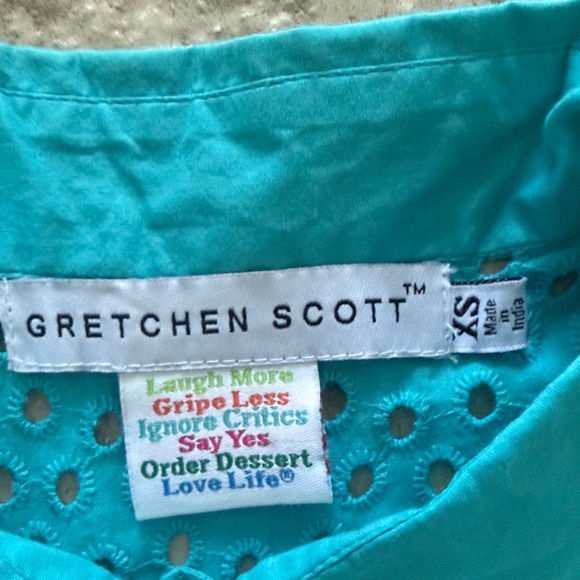 GRETCHEN SCOTT™
XS
Made
in
India
Laugh More
Gripe Less
Ignore Critics
Say Yes
Order Dessert
Love Life®